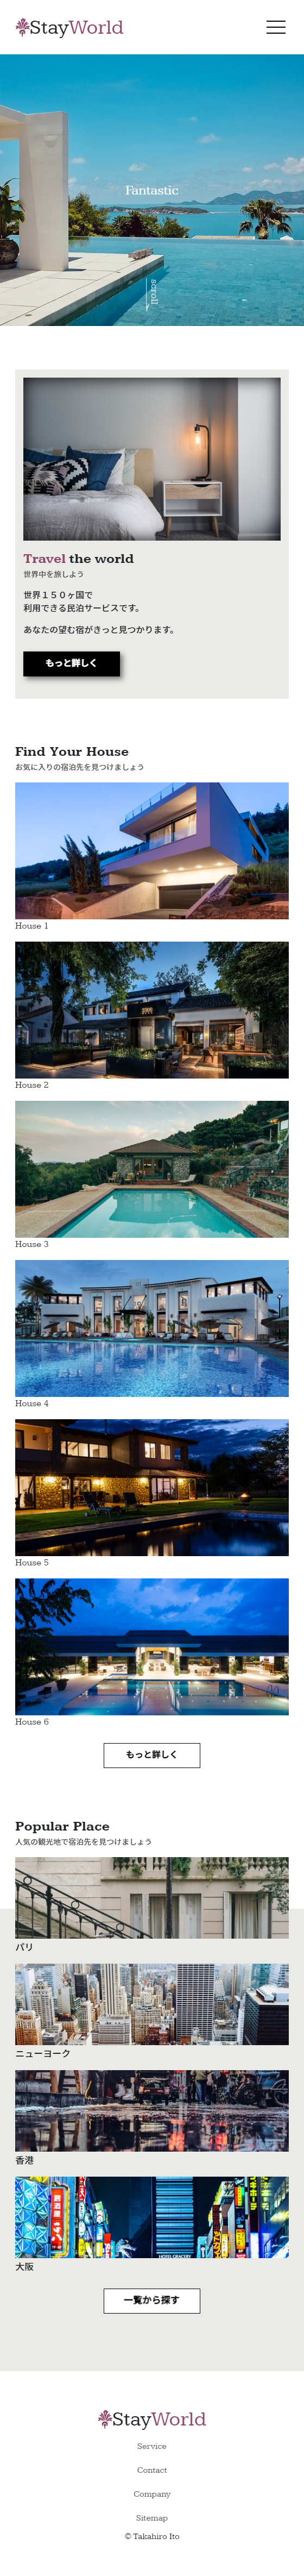 StayWorld
Fantastic
scroll
Travel the world
世界中を旅しよう
世界１５０ヶ国で
利用できる民泊サービスです。
あなたの望む宿がきっと見つかります。
もっと詳しく
Find Your House
お気に入りの宿泊先を見つけましょう
House 1
House 2
House 3
House 4
House 5
House 6
もっと詳しく
Popular Place
人気の観光地で宿泊先を見つけましょう
パリ
ニューヨーク
香港
HOTEL GRACERY
大阪
一覧から探す
StayWorld
Service
Contact
Company
Sitemap
© Takahiro Ito